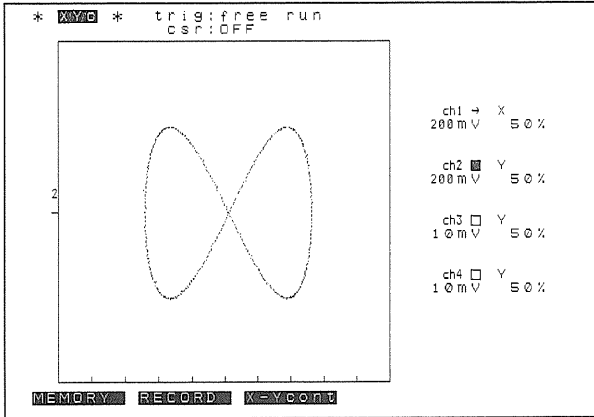 * XYC * trig:free run
csr:OFF
ch1 → X
200mV 50%
ch2 ■ Y
200mV 50%
2
ch3 □ Y
10mV 50%
ch4 □ Y
10mV 50%
MEMORY RECORD X-Ycont